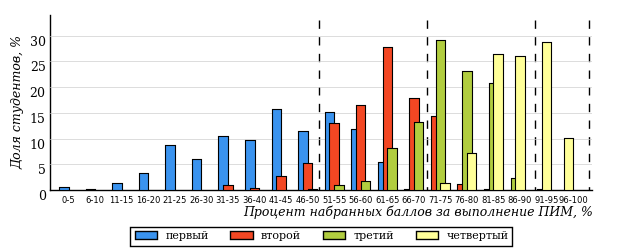 Доля студентов, %
30
25
20
15
10
5
0
0-5 6-10 11-15 16-20 21-25 26-30 31-35 36-40 41-45 46-50 51-55 56-60 61-65 66-70 71-75 76-80 81-85 86-90 91-95 96-100
Процент набранных баллов за выполнение ПИМ, %
первый второй третий четвертый